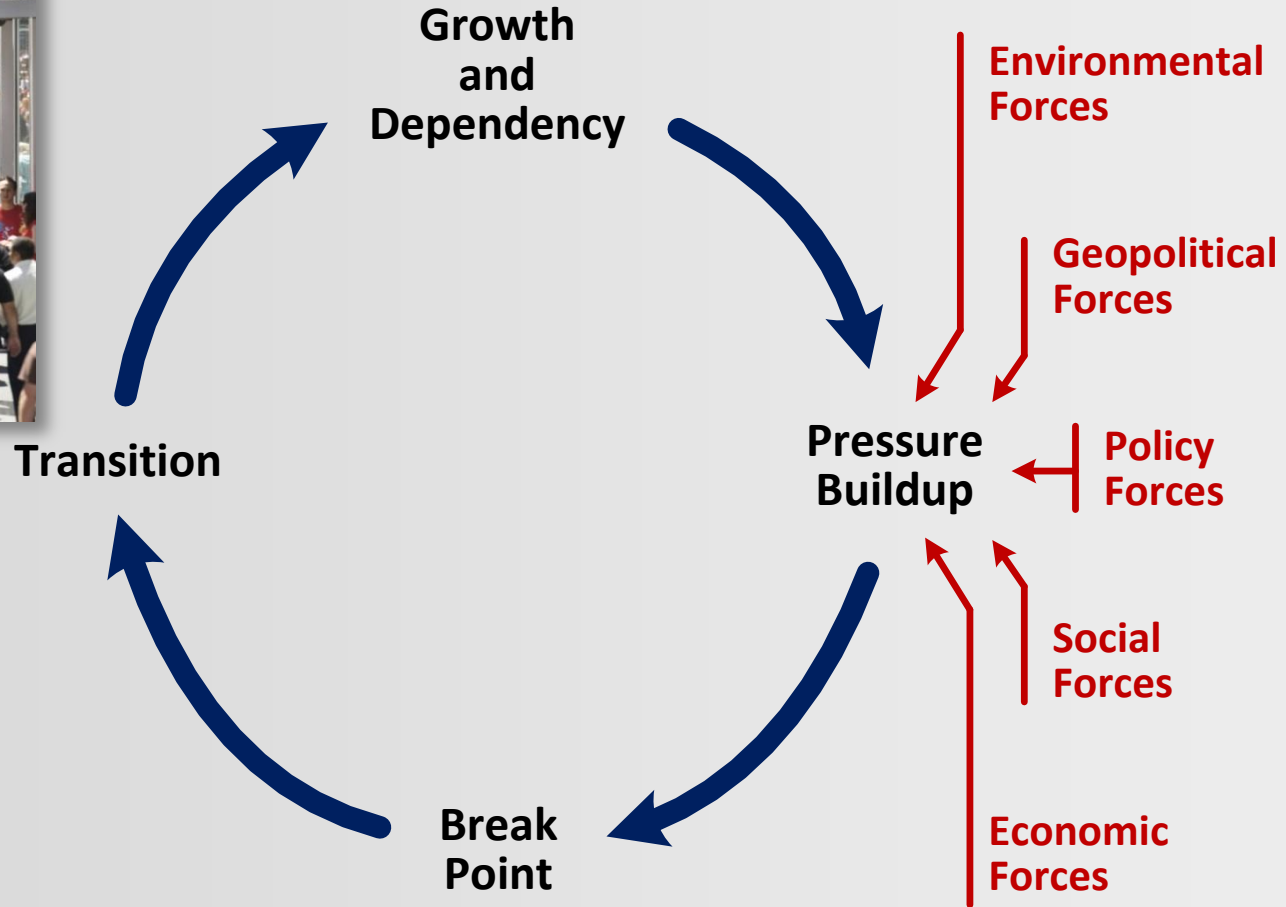 Growth
and
Dependency
Environmental
Forces
Geopolitical
Forces
Pressure
Buildup
Policy
Forces
Transition
Social
Forces
Break
Point
Economic
Forces